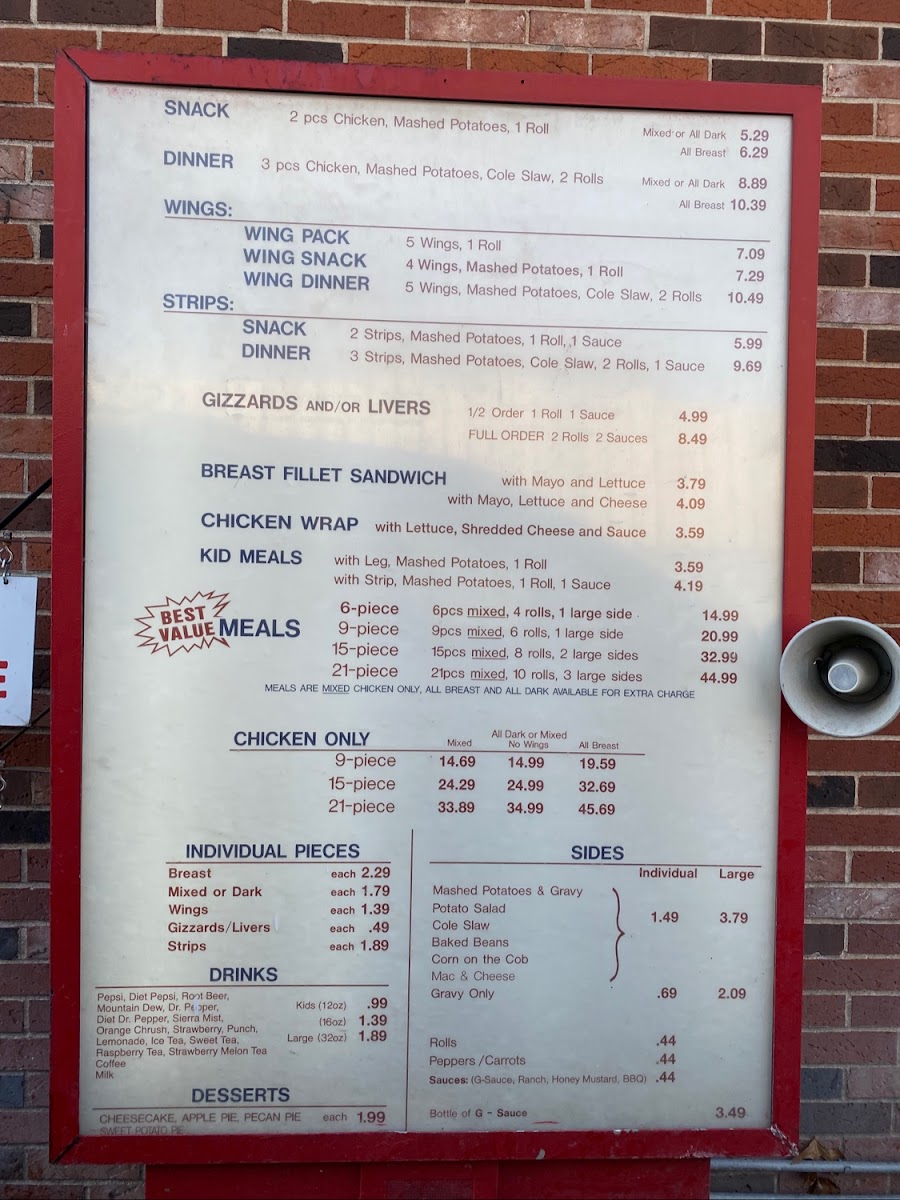 SNACK 2 pcs Chicken, Mashed Potatoes, 1 Roll Mixed or All Dark 5.29
All Breast 6.29
DINNER 3 pcs Chicken, Mashed Potatoes, Cole Slaw, 2 Rolls Mixed or All Dark 8.89
All Breast 10.39
WINGS:
WING PACK 5 Wings, 1 Roll 7.09
WING SNACK 4 Wings, Mashed Potatoes, 1 Roll 7.29
WING DINNER 5 Wings, Mashed Potatoes, Cole Slaw, 2 Rolls 10.49
STRIPS:
SNACK 2 Strips, Mashed Potatoes, 1 Roll, 1 Sauce 5.99
DINNER 3 Strips, Mashed Potatoes, Cole Slaw, 2 Rolls, 1 Sauce 9.69
GIZZARDS AND/OR LIVERS 1/2 Order 1 Roll 1 Sauce 4.99
FULL ORDER 2 Rolls 2 Sauces 8.49
BREAST FILLET SANDWICH with Mayo and Lettuce 3.79
with Mayo, Lettuce and Cheese 4.09
CHICKEN WRAP with Lettuce, Shredded Cheese and Sauce 3.59
KID MEALS with Leg, Mashed Potatoes, 1 Roll 3.59
with Strip, Mashed Potatoes, 1 Roll, 1 Sauce 4.19
BEST VALUE MEALS
6-piece 6pcs mixed, 4 rolls, 1 large side 14.99
9-piece 9pcs mixed, 6 rolls, 1 large side 20.99
15-piece 15pcs mixed, 8 rolls, 2 large sides 32.99
21-piece 21pcs mixed, 10 rolls, 3 large sides 44.99
MEALS ARE MIXED CHICKEN ONLY, ALL BREAST AND ALL DARK AVAILABLE FOR EXTRA CHARGE
CHICKEN ONLY Mixed All Dark or Mixed No Wings All Breast
9-piece 14.69 14.99 19.59
15-piece 24.29 24.99 32.69
21-piece 33.89 34.99 45.69
INDIVIDUAL PIECES
Breast each 2.29
Mixed or Dark each 1.79
Wings each 1.39
Gizzards/Livers each .49
Strips each 1.89
DRINKS
Pepsi, Diet Pepsi, Root Beer,
Mountain Dew, Dr. Pepper,
Diet Dr. Pepper, Sierra Mist,
Orange Chrush, Strawberry, Punch,
Lemonade, Ice Tea, Sweet Tea,
Raspberry Tea, Strawberry Melon Tea
Coffee
Milk
Kids (12oz) .99
(16oz) 1.39
Large (32oz) 1.89
DESSERTS
CHEESECAKE, APPLE PIE, PECAN PIE each 1.99
SWEET POTATO PIE
SIDES
Individual Large
Mashed Potatoes & Gravy
Potato Salad
Cole Slaw
Baked Beans
Corn on the Cob
Mac & Cheese
1.49 3.79
Gravy Only .69 2.09
Rolls .44
Peppers/Carrots .44
Sauces: (G-Sauce, Ranch, Honey Mustard, BBQ) .44
Bottle of G - Sauce 3.49
E